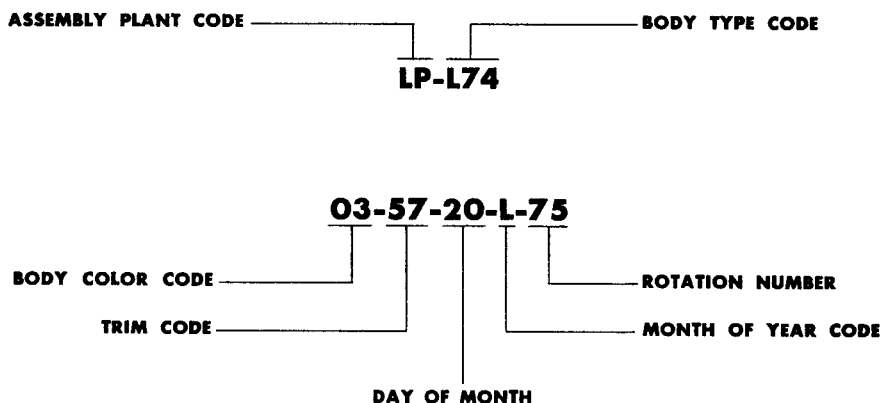 ASSEMBLY PLANT CODE
BODY TYPE CODE
LP-L74
03-57-20-L-75
BODY COLOR CODE
ROTATION NUMBER
TRIM CODE
MONTH OF YEAR CODE
DAY OF MONTH